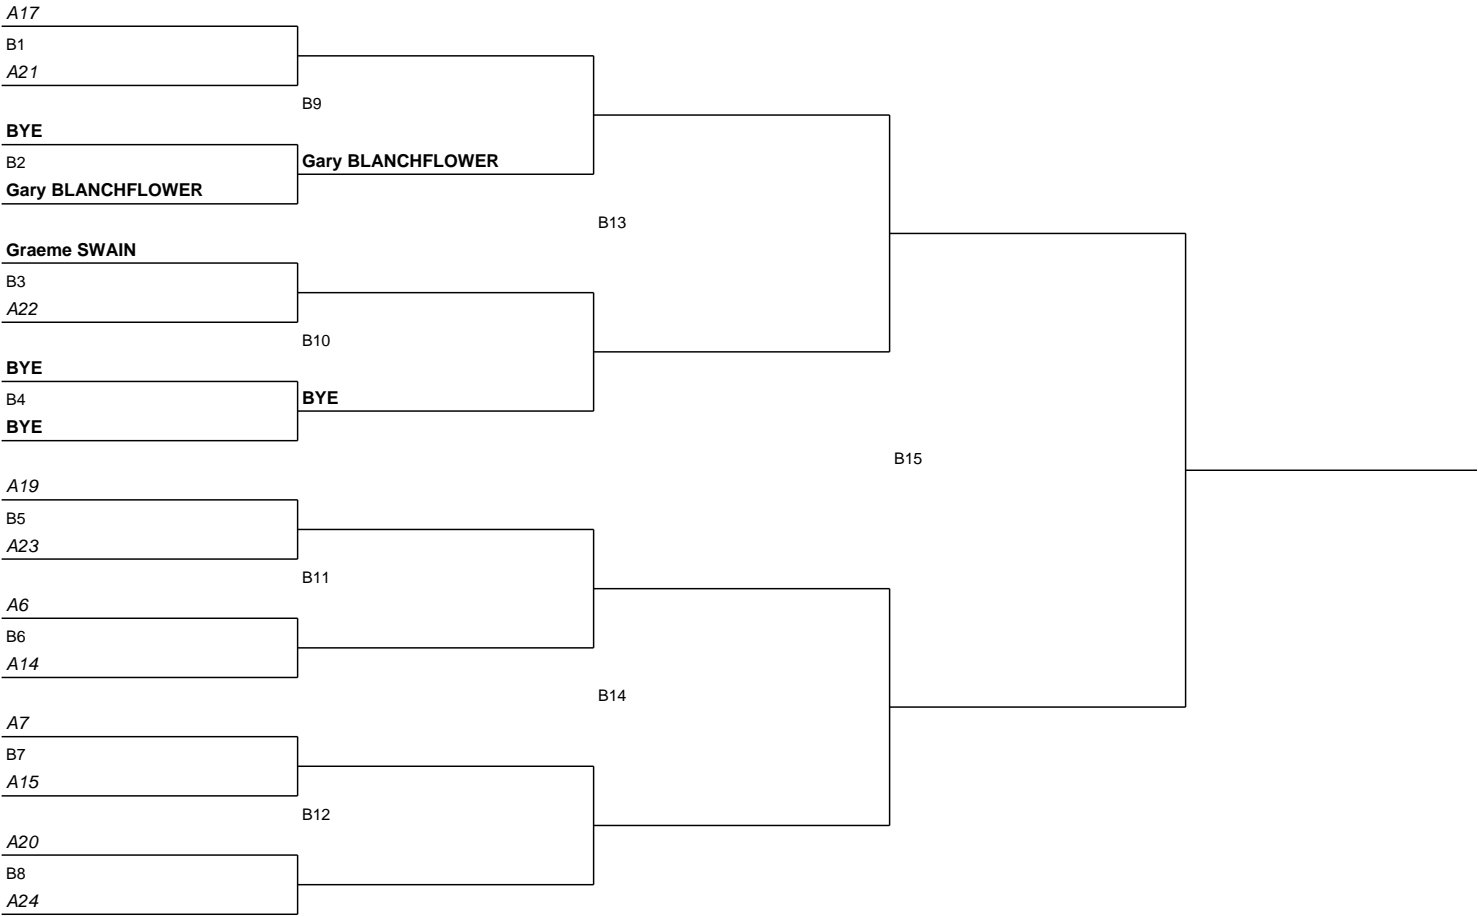 A17
B1
A21
B9
BYE
B2
Gary BLANCHFLOWER
Gary BLANCHFLOWER
B13
Graeme SWAIN
B3
A22
B10
BYE
B4
BYE
BYE
B15
A19
B5
A23
B11
A6
B6
A14
B14
A7
B7
A15
B12
A20
B8
A24